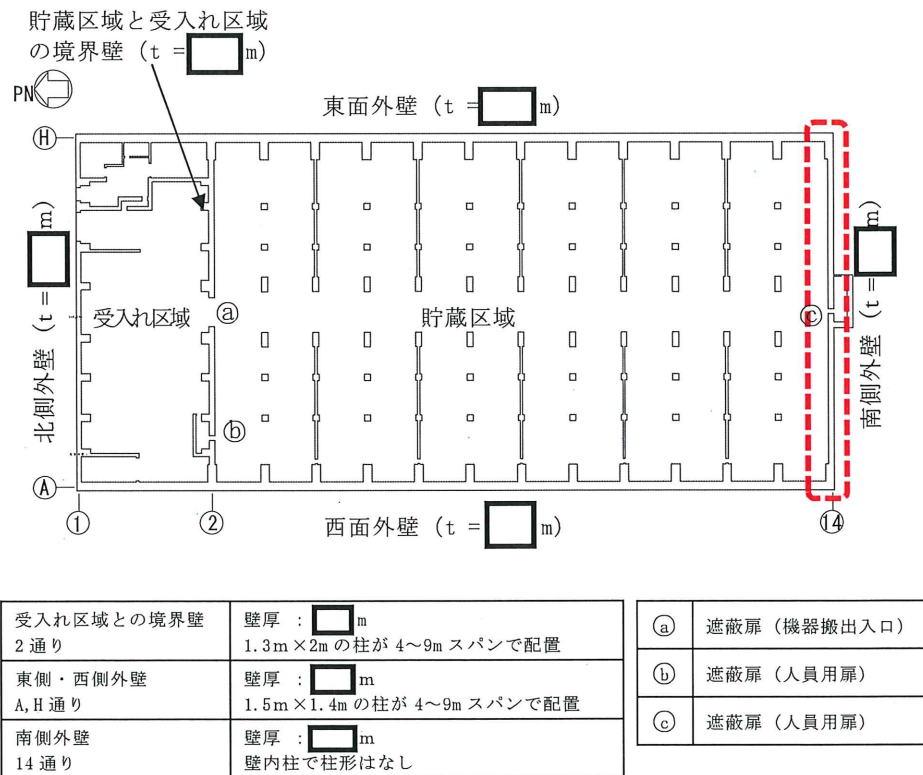 貯蔵区域と受入れ区域
の境界壁（t = m）
PN
東面外壁（t = m）
H
北側外壁（t = m）
受入れ区域
ⓐ
貯蔵区域
ⓒ
南側外壁（t = m）
ⓑ
A
① ② ⑭
西面外壁（t = m）
受入れ区域との境界壁
2 通り
壁厚 : m
1.3m×2m の柱が 4～9m スパンで配置
東側・西側外壁
A,H 通り
壁厚 : m
1.5m×1.4m の柱が 4～9m スパンで配置
南側外壁
14 通り
壁厚 : m
壁内柱で柱形はなし
ⓐ 遮蔽扉（機器搬出入口）
ⓑ 遮蔽扉（人員用扉）
ⓒ 遮蔽扉（人員用扉）